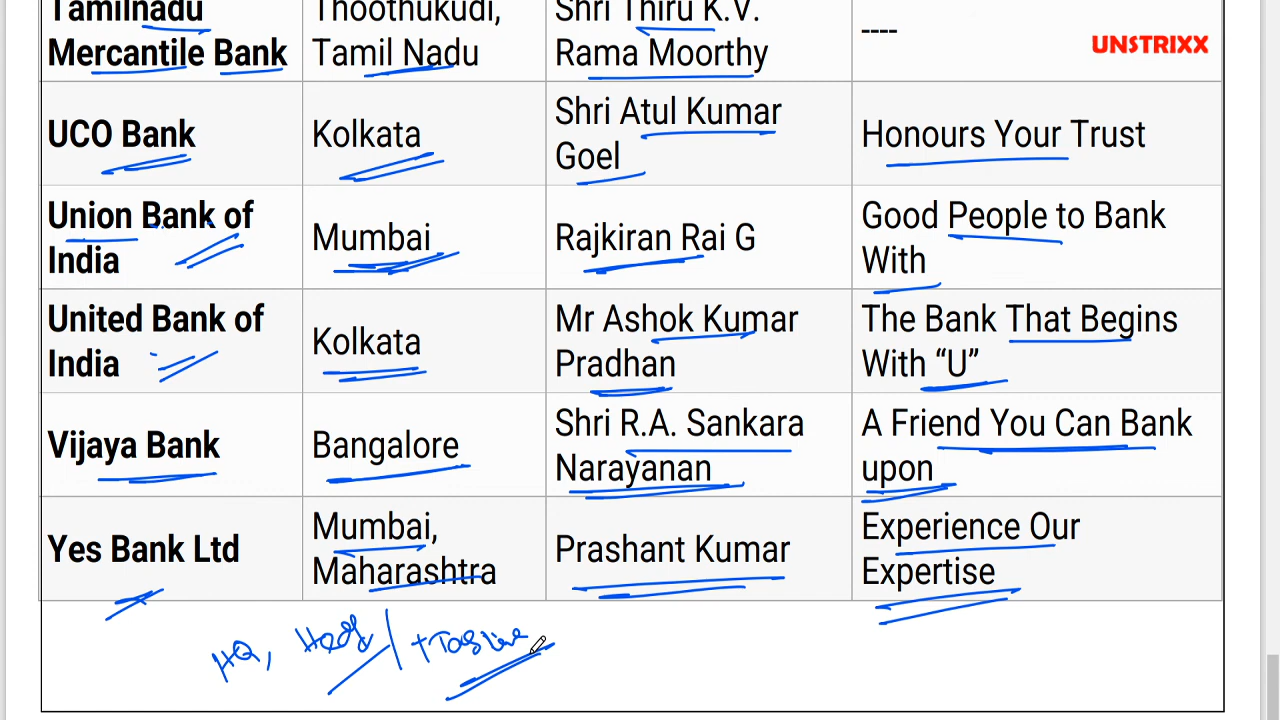 Tamilnadu
Mercantile Bank
Thoothukudi,
Tamil Nadu
Shri Thiru K.V.
Rama Moorthy
----
UNSTRIXX
UCO Bank
Kolkata
Shri Atul Kumar
Goel
Honours Your Trust
Union Bank of
India
Mumbai
Rajkiran Rai G
Good People to Bank
With
United Bank of
India
Kolkata
Mr Ashok Kumar
Pradhan
The Bank That Begins
With “U”
Vijaya Bank
Bangalore
Shri R.A. Sankara
Narayanan
A Friend You Can Bank
upon
Yes Bank Ltd
Mumbai,
Maharashtra
Prashant Kumar
Experience Our
Expertise
HQ, Heads / + Tagline